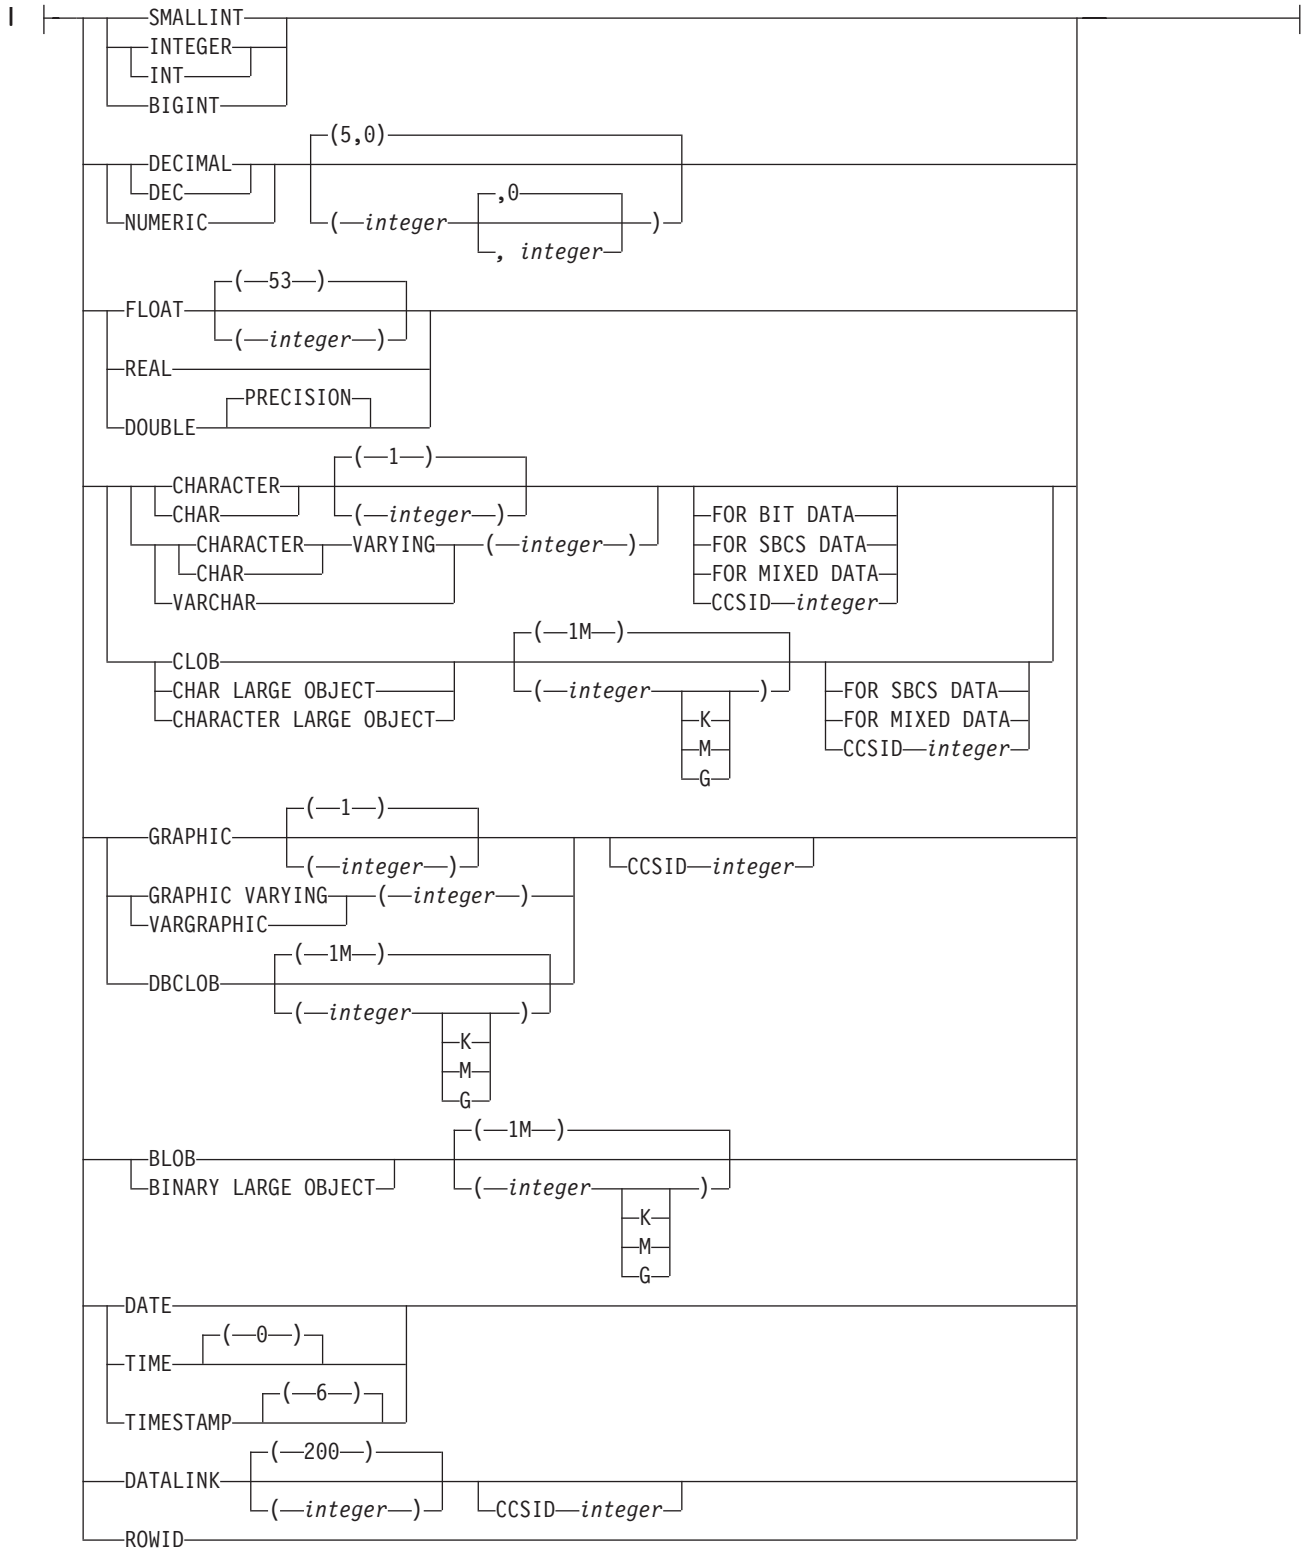 SMALLINT
INTEGER
INT
BIGINT
(5,0)
DECIMAL
DEC ,0
NUMERIC ( integer )
, integer
( 53 )
FLOAT
( integer )
REAL
PRECISION
DOUBLE
( 1 )
CHARACTER
CHAR ( integer ) FOR BIT DATA
CHARACTER VARYING ( integer ) FOR SBCS DATA
CHAR FOR MIXED DATA
VARCHAR CCSID integer
( 1M )
CLOB
CHAR LARGE OBJECT ( integer ) FOR SBCS DATA
CHARACTER LARGE OBJECT K FOR MIXED DATA
M CCSID integer
G
( 1 )
GRAPHIC
( integer ) CCSID integer
GRAPHIC VARYING ( integer )
VARGRAPHIC
( 1M )
DBCLOB
( integer )
K
M
G
( 1M )
BLOB
BINARY LARGE OBJECT ( integer )
K
M
G
DATE
( 0 )
TIME
( 6 )
TIMESTAMP
( 200 )
DATALINK
( integer ) CCSID integer
ROWID